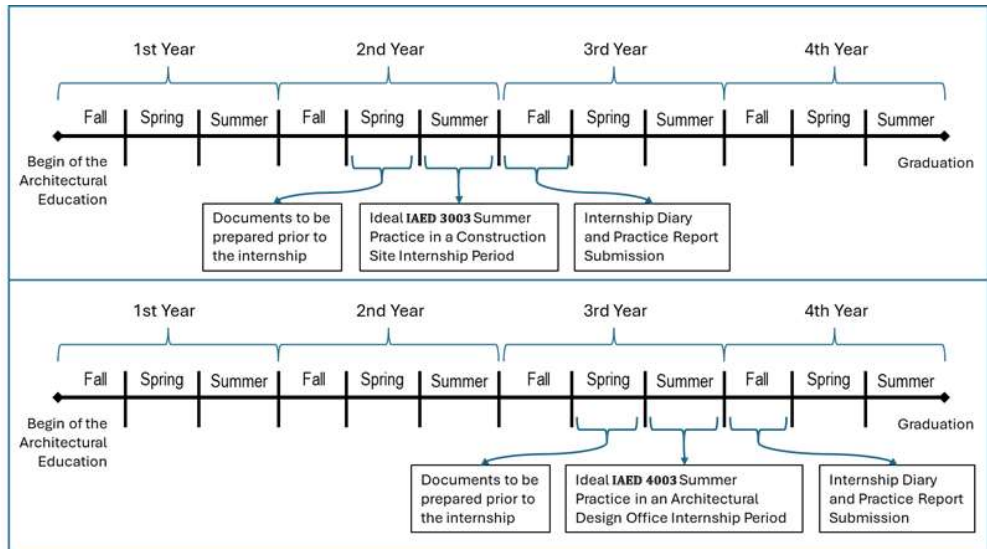 1st Year 2nd Year 3rd Year 4th Year
Fall Spring Summer Fall Spring Summer Fall Spring Summer Fall Spring Summer
Begin of the
Architectural
Education
Graduation
Documents to be
prepared prior to
the internship
Ideal IAED 3003 Summer
Practice in a Construction
Site Internship Period
Internship Diary
and Practice Report
Submission
1st Year 2nd Year 3rd Year 4th Year
Fall Spring Summer Fall Spring Summer Fall Spring Summer Fall Spring Summer
Begin of the
Architectural
Education
Graduation
Documents to be
prepared prior to
the internship
Ideal IAED 4003 Summer
Practice in an Architectural
Design Office Internship Period
Internship Diary
and Practice Report
Submission